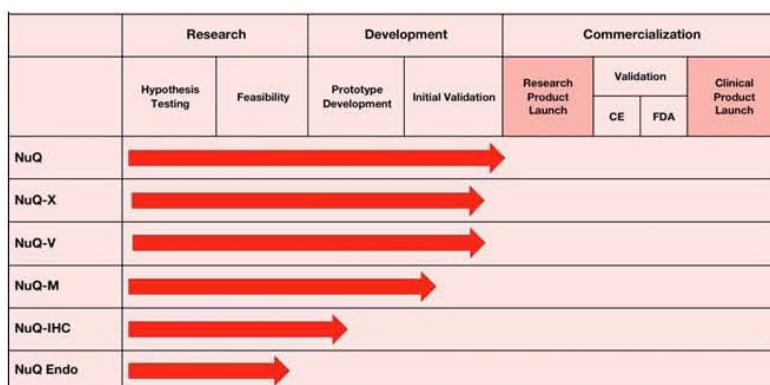 Research Development Commercialization
Hypothesis Testing Feasibility Prototype Development Initial Validation Research Product Launch Validation Clinical Product Launch
CE FDA
NuQ
NuQ-X
NuQ-V
NuQ-M
NuQ-IHC
NuQ Endo